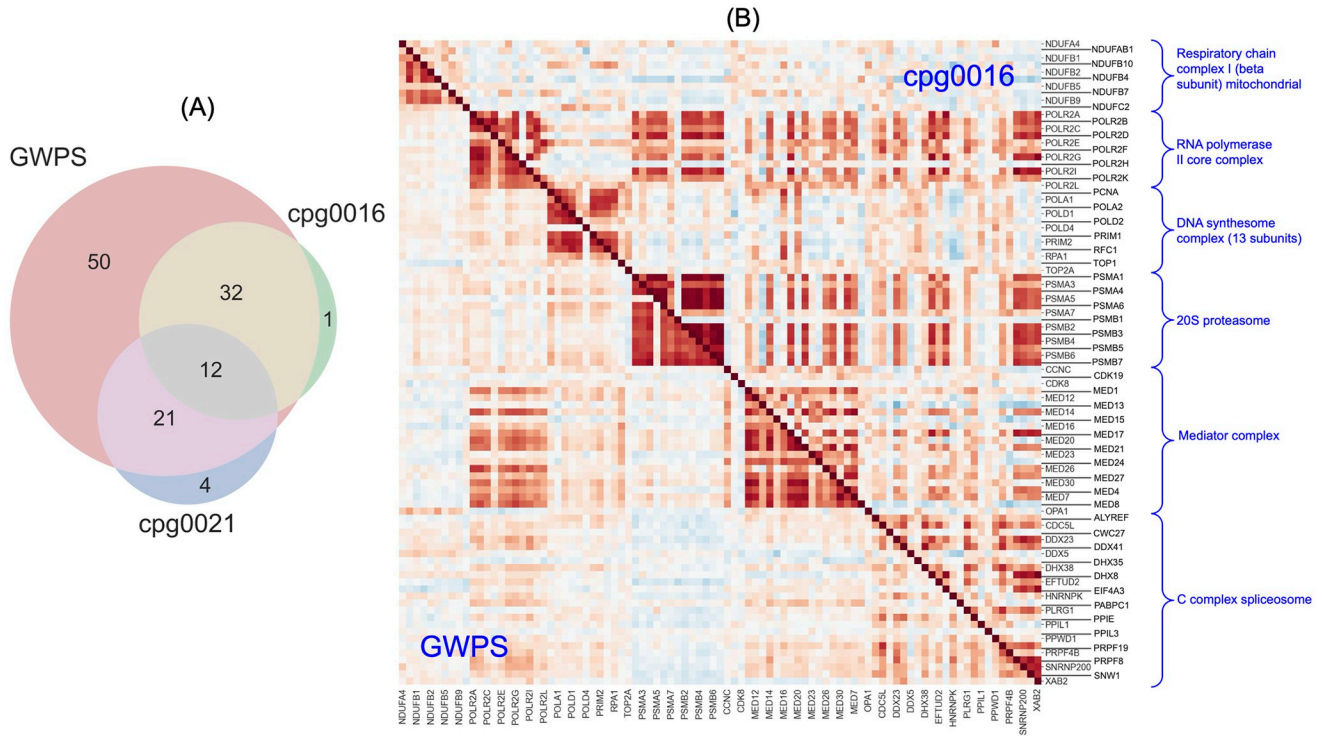 (A)
GWPS
cpg0016
50
32
1
12
21
4
cpg0021
(B)
cpg0016
GWPS
NDUFA4
NDUFAB1
NDUFB1
NDUFB10
NDUFB2
NDUFB4
NDUFB5
NDUFB7
NDUFB9
NDUFC2
POLR2A
POLR2B
POLR2C
POLR2D
POLR2E
POLR2F
POLR2G
POLR2H
POLR2I
POLR2K
POLR2L
PCNA
POLA1
POLA2
POLD1
POLD2
POLD4
PRIM1
PRIM2
RFC1
RPA1
TOP1
TOP2A
PSMA1
PSMA3
PSMA4
PSMA5
PSMA6
PSMA7
PSMB1
PSMB2
PSMB3
PSMB4
PSMB5
PSMB6
PSMB7
CCNC
CDK19
CDK8
MED1
MED12
MED13
MED14
MED15
MED16
MED17
MED20
MED21
MED23
MED24
MED26
MED27
MED30
MED4
MED7
MED8
OPA1
ALYREF
CDC5L
CWC27
DDX23
DDX41
DDX5
DHX35
DHX38
DHX8
EFTUD2
EIF4A3
HNRNPK
PABPC1
PLRG1
PPIE
PPIL1
PPIL3
PPWD1
PRPF19
PRPF4B
PRPF8
SNRNP200
SNW1
XAB2
Respiratory chain
complex I (beta
subunit) mitochondrial
RNA polymerase
II core complex
DNA synthesome
complex (13 subunits)
20S proteasome
Mediator complex
C complex spliceosome
NDUFA4
NDUFB1
NDUFB2
NDUFB5
NDUFB9
POLR2A
POLR2C
POLR2E
POLR2G
POLR2I
POLR2L
POLA1
POLD1
POLD4
PRIM2
RPA1
TOP2A
PSMA3
PSMA5
PSMA7
PSMB2
PSMB4
PSMB6
CCNC
CDK8
MED12
MED14
MED16
MED20
MED23
MED26
MED30
MED7
OPA1
CDC5L
DDX23
DDX5
DHX38
EFTUD2
HNRNPK
PLRG1
PPIL1
PPWD1
PRPF4B
SNRNP200
XAB2